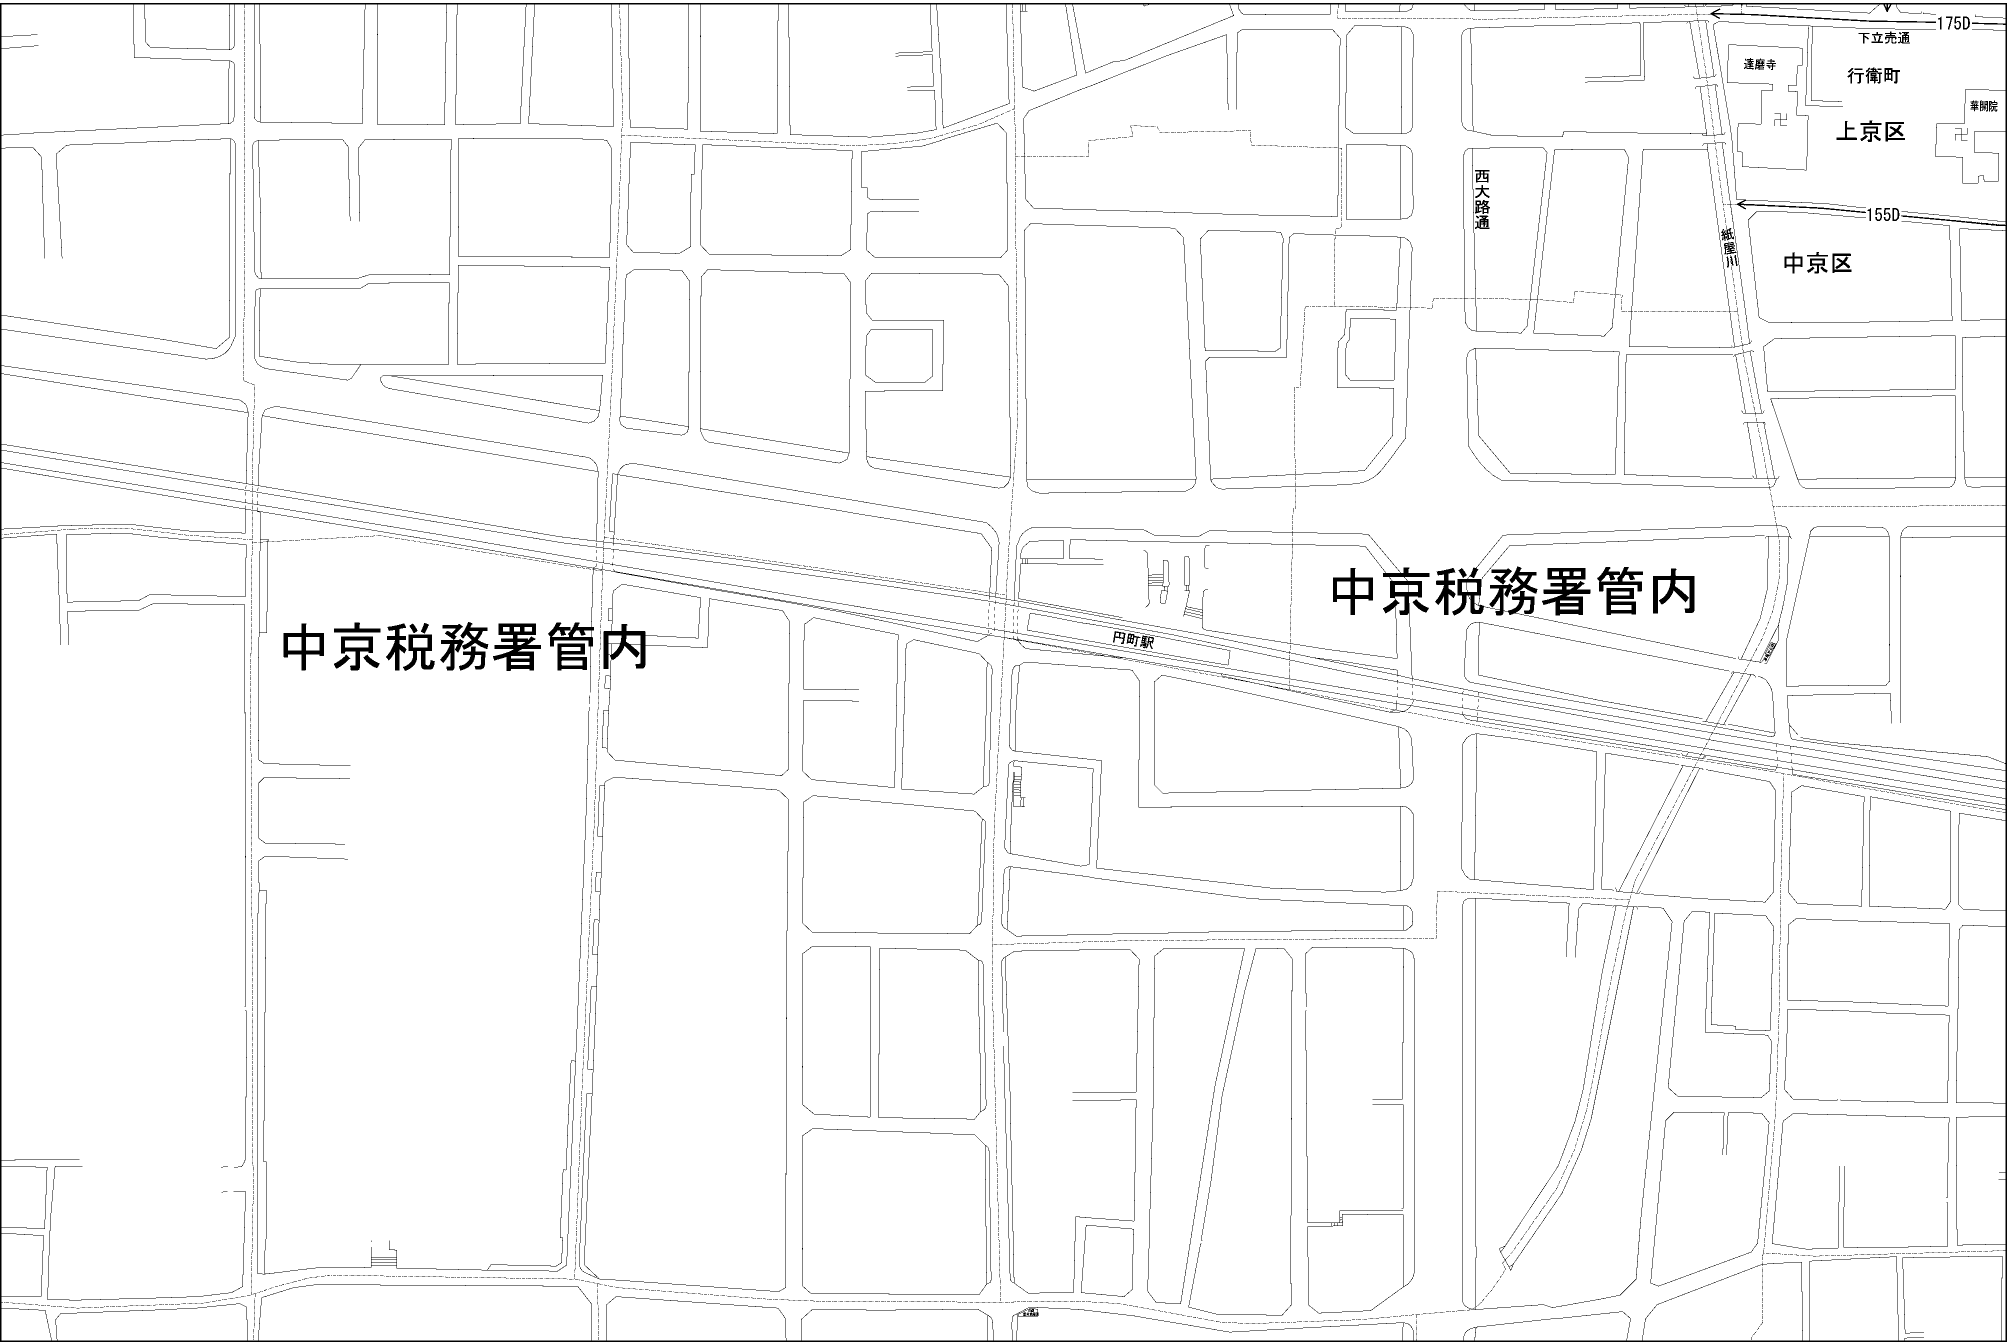 175D
下立売通
達磨寺
行衛町
華開院
上京区
西大路通
155D
紙屋川
中京区
中京税務署管内
中京税務署管内
円町駅